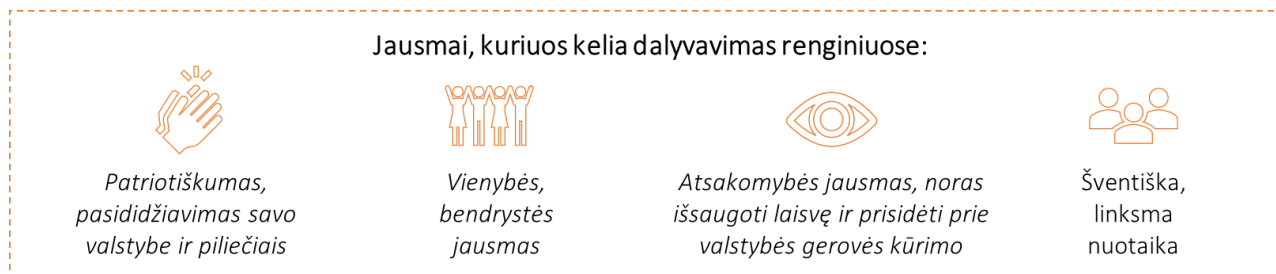 Jausmai, kuriuos kelia dalyvavimas renginiuose:
Patriotiškumas,
pasididžiavimas savo
valstybe ir piliečiais
Vienybės,
bendrystės
jausmas
Atsakomybės jausmas, noras
išsaugoti laisvę ir prisidėti prie
valstybės gerovės kūrimo
Šventiška,
linksma
nuotaika